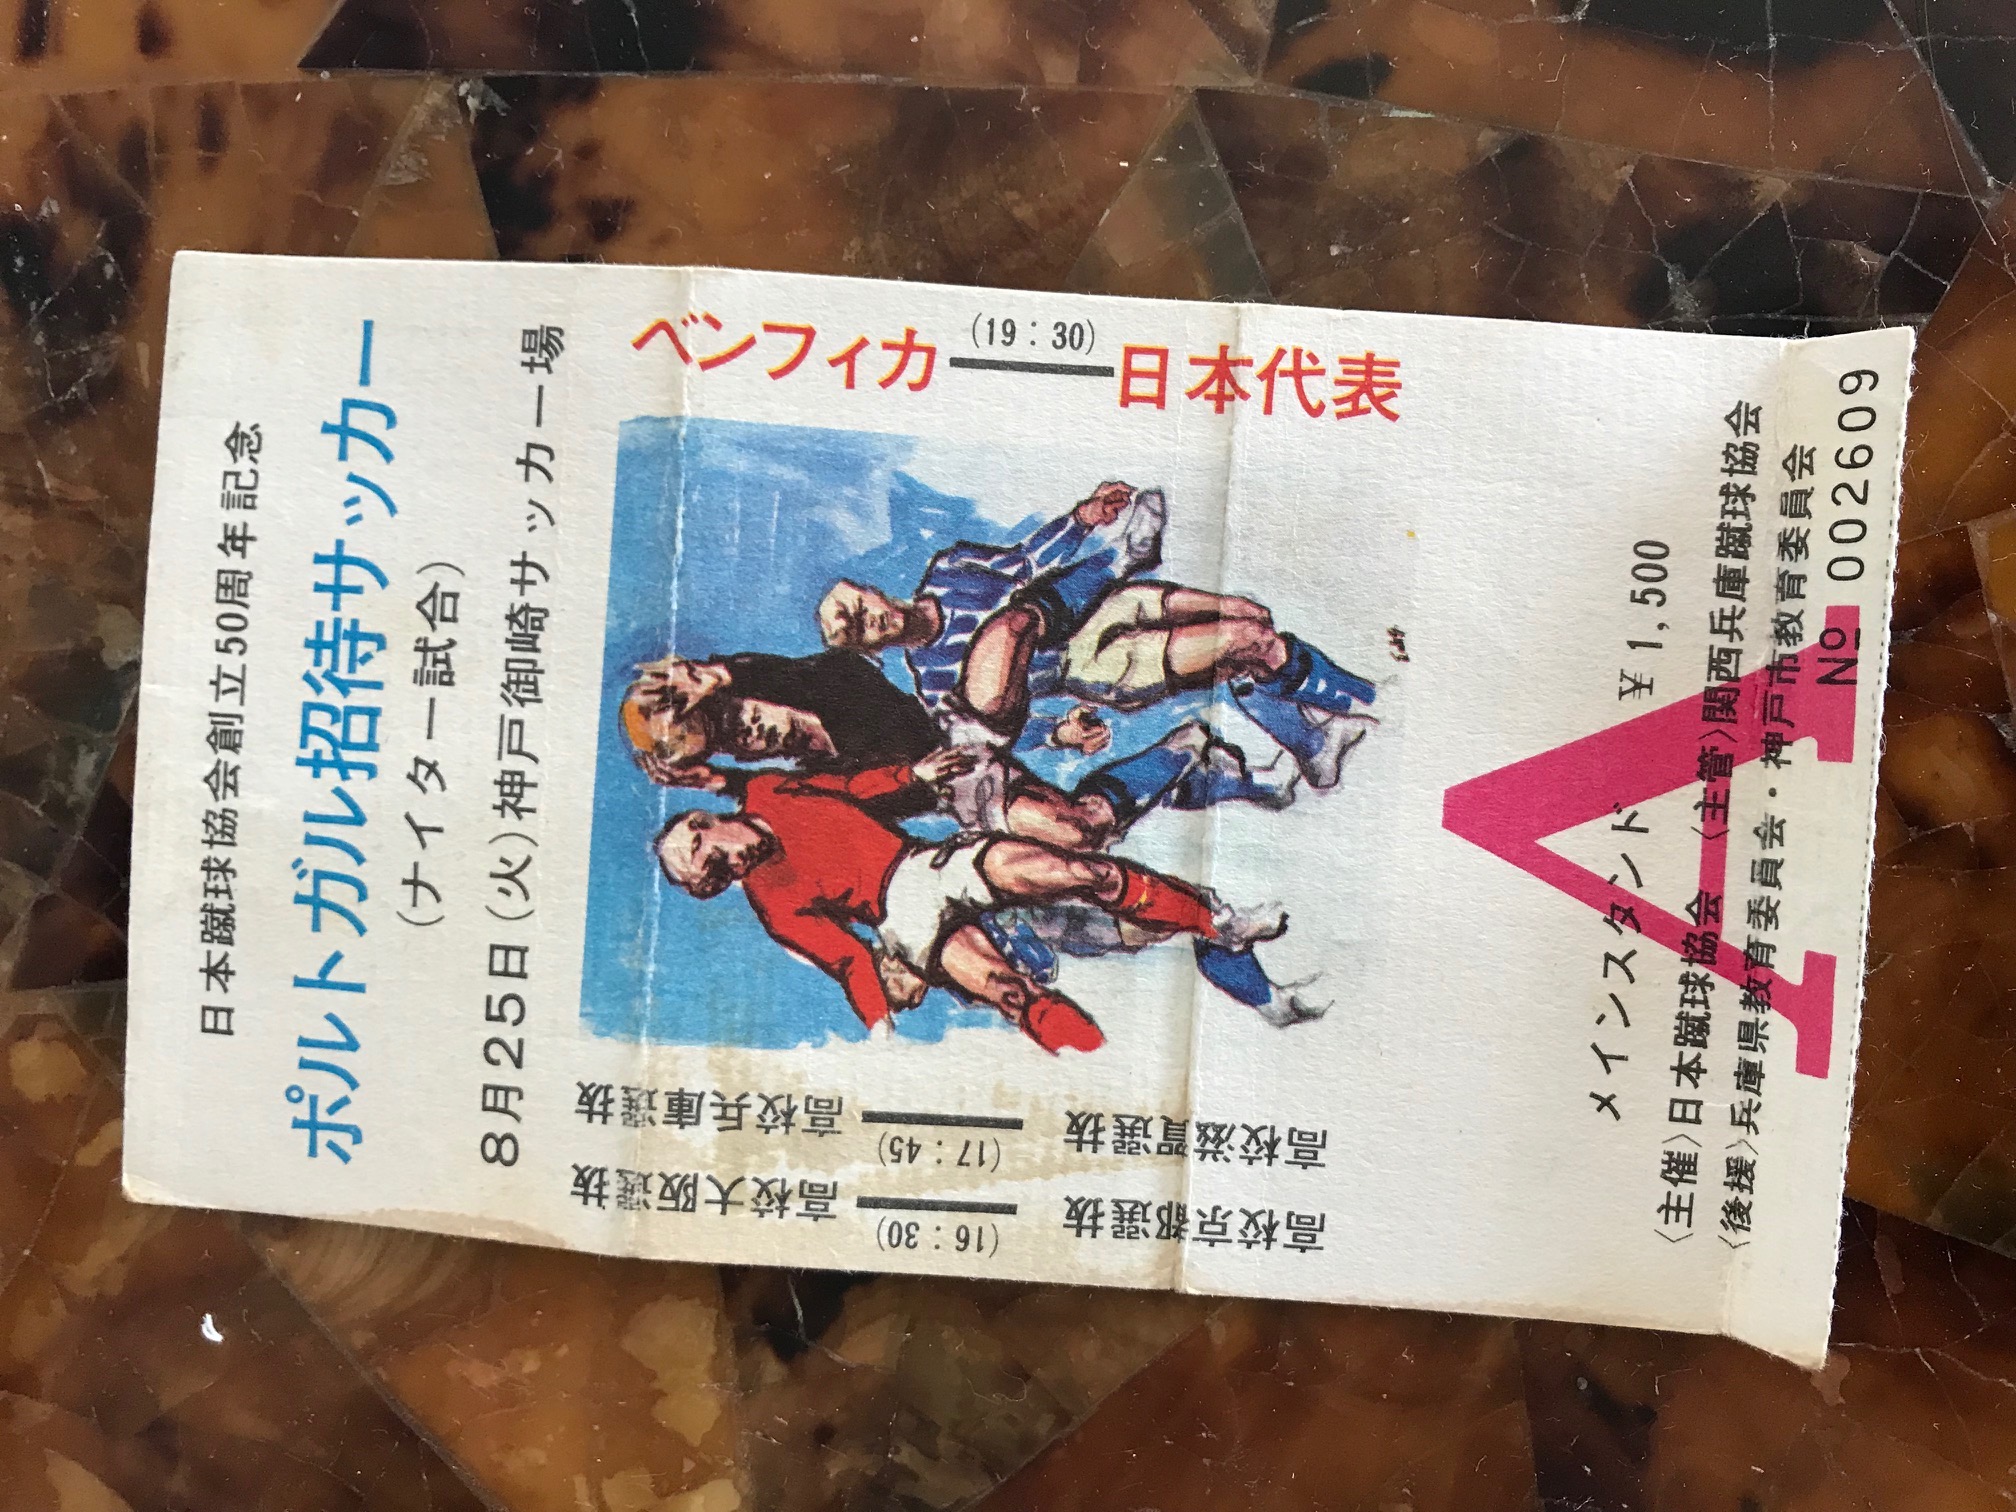 日本蹴球協会創立50周年記念
ポルトガル招待サッカー
(ナイター試合)
8月25日(火)神戸御崎サッカー場
ベンフィカ
(19:30)
日本代表
高校兵庫選抜
(17:45)
高校滋賀選抜
高校大阪選抜
(16:30)
高校京都選抜
A
メインスタンド ¥1,500
〈主催〉日本蹴球協会 〈主管〉関西兵庫蹴球協会
〈後援〉兵庫県教育委員会・神戸市教育委員会
№ 002609